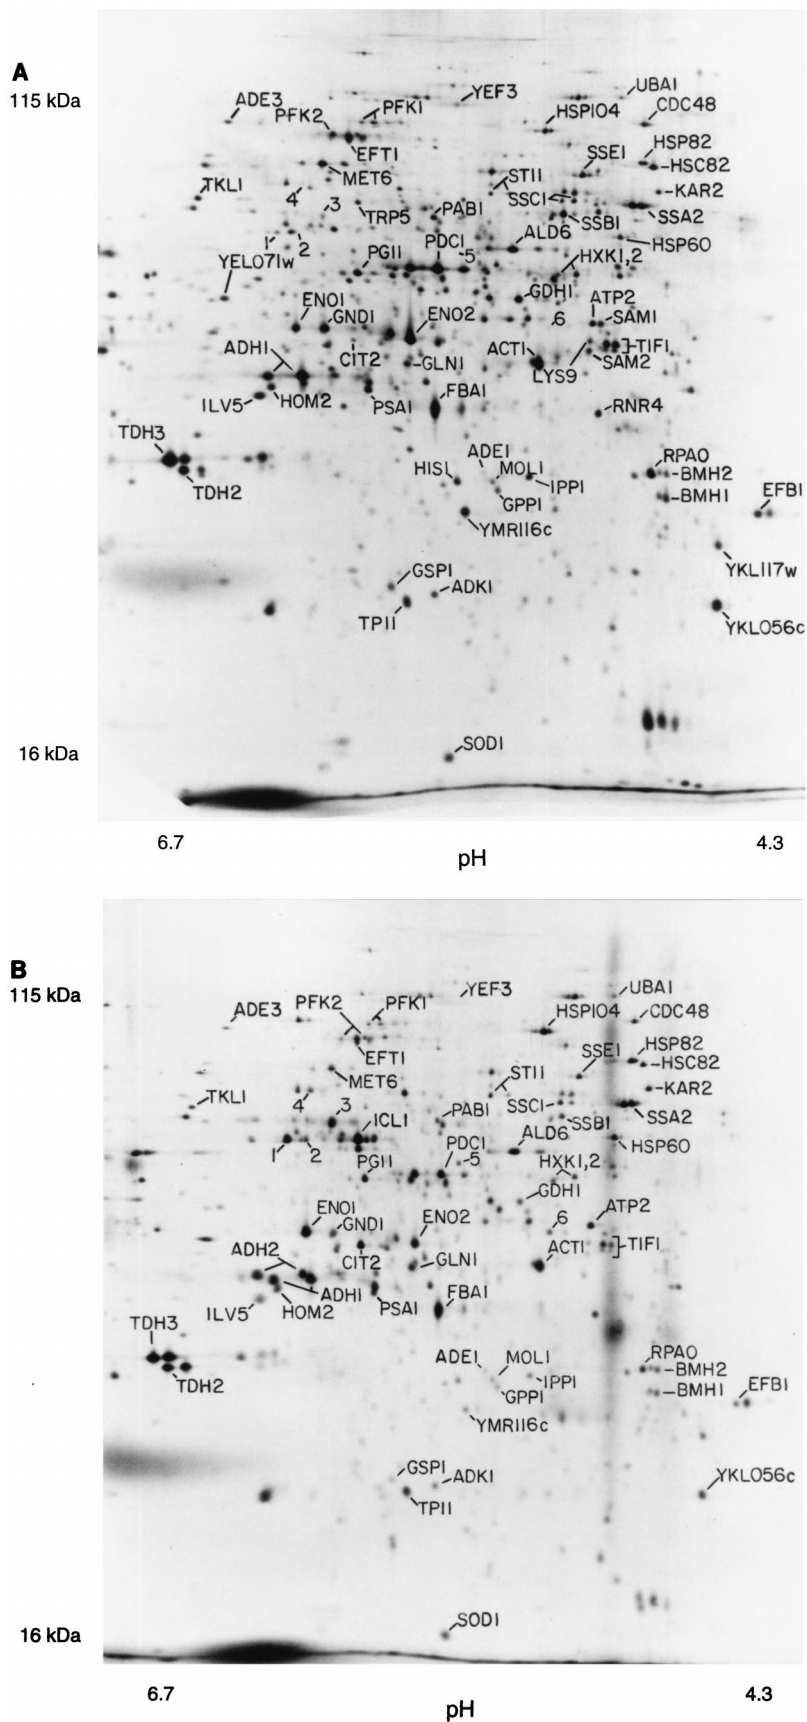 A
115 kDa
ADE3
PFK2
PFK1
YEF3
UBA1
HSP104
CDC48
EFT1
HSP82
SSE1
HSC82
MET6
STI1
KAR2
TKL1
4
3
SSC1
TRP5
PAB1
SSB1
SSA2
1
2
PDC1
5
ALD6
HSP60
YEL071w
PGI1
HXK1,2
GDH1
ATP2
ENO1
GND1
ENO2
6
SAM1
ADH1
CIT2
GLN1
ACT1
TIF1
LYS9
SAM2
ILV5
HOM2
PSA1
FBA1
RNR4
TDH3
ADE1
RPA0
HIS1
MOL1
BMH2
TDH2
IPP1
GPP1
BMH1
EFB1
YMR116c
YKL117w
GSP1
ADK1
TPI1
YKL056c
16 kDa
SOD1
6.7
pH
4.3
B
115 kDa
YEF3
UBA1
ADE3
PFK2
PFK1
HSP104
CDC48
EFT1
HSP82
SSE1
HSC82
MET6
STI1
KAR2
TKL1
4
3
ICL1
PAB1
SSC1
SSB1
SSA2
1
2
PDC1
5
ALD6
HSP60
PGI1
HXK1,2
GDH1
ENO1
GND1
ENO2
6
ATP2
ADH2
CIT2
GLN1
ACT1
TIF1
ADH1
ILV5
HOM2
PSA1
FBA1
TDH3
ADE1
MOL1
RPA0
IPP1
BMH2
TDH2
GPP1
BMH1
EFB1
YMR116c
GSP1
ADK1
YKL056c
TPI1
SOD1
16 kDa
6.7
pH
4.3